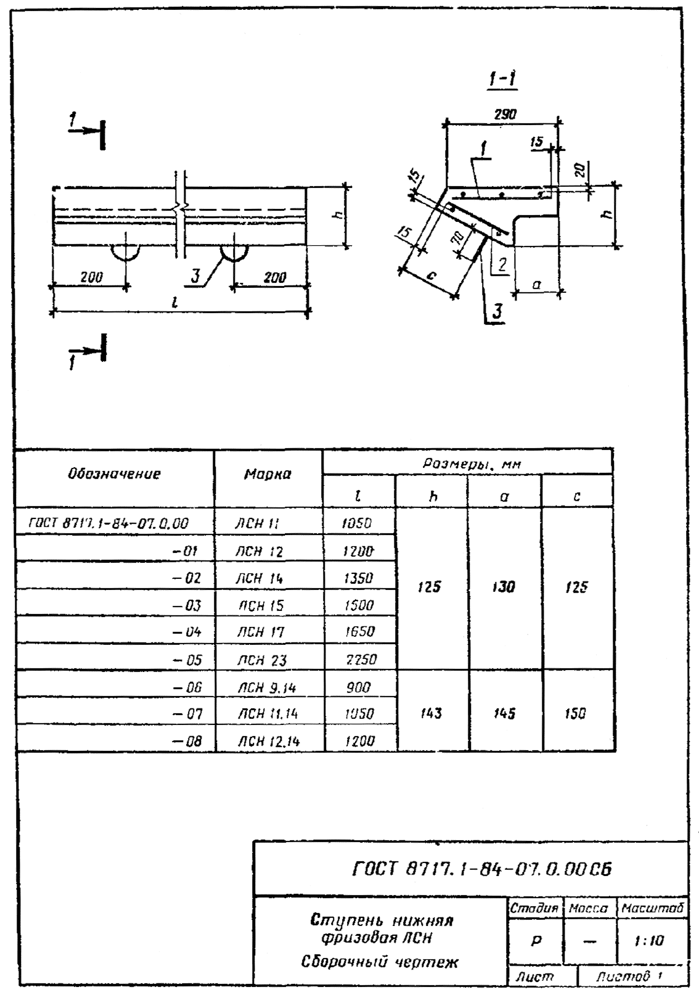 1-1
1
290
15
1
20
15
h
h
15
70
c
2
a
3
200
3
200
l
1
Обозначение Марка Размеры, мм
l h a c
ГОСТ 8717.1-84-07.0.00 ЛСН 11 1050
-01 ЛСН 12 1200
-02 ЛСН 14 1350 125 130 125
-03 ЛСН 15 1500
-04 ЛСН 17 1650
-05 ЛСН 23 2250
-06 ЛСН 9.14 900
-07 ЛСН 11.14 1050 143 145 150
-08 ЛСН 12.14 1200
ГОСТ 8717.1-84-07.0.00СБ
Ступень нижняя
фризовая ЛСН
Сборочный чертеж
Стадия Масса Масштаб
Р — 1:10
Лист Листов 1